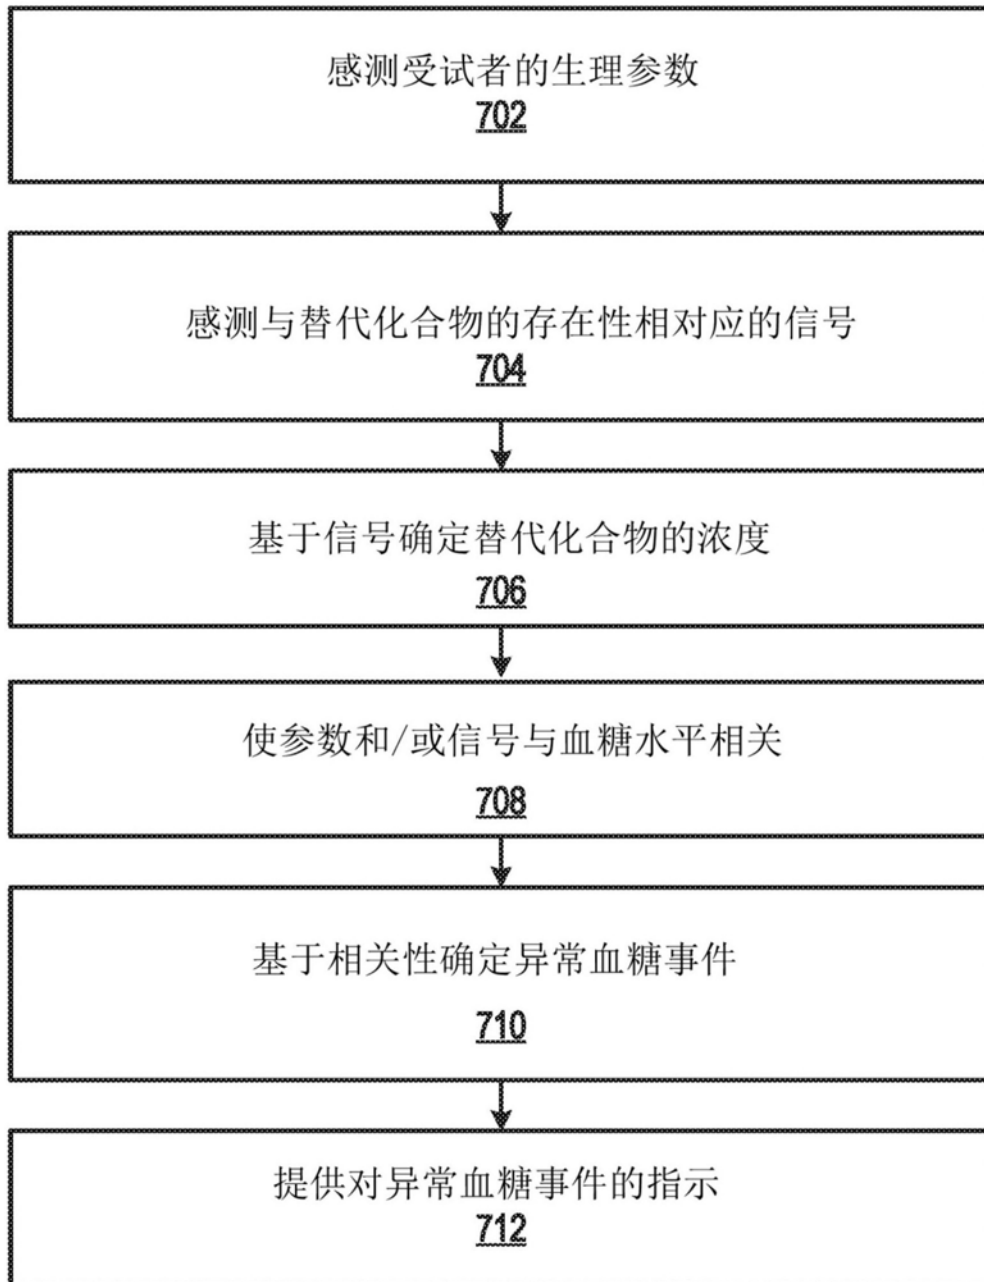 感测受试者的生理参数
702
感测与替代化合物的存在性相对应的信号
704
基于信号确定替代化合物的浓度
706
使参数和/或信号与血糖水平相关
708
基于相关性确定异常血糖事件
710
提供对异常血糖事件的指示
712